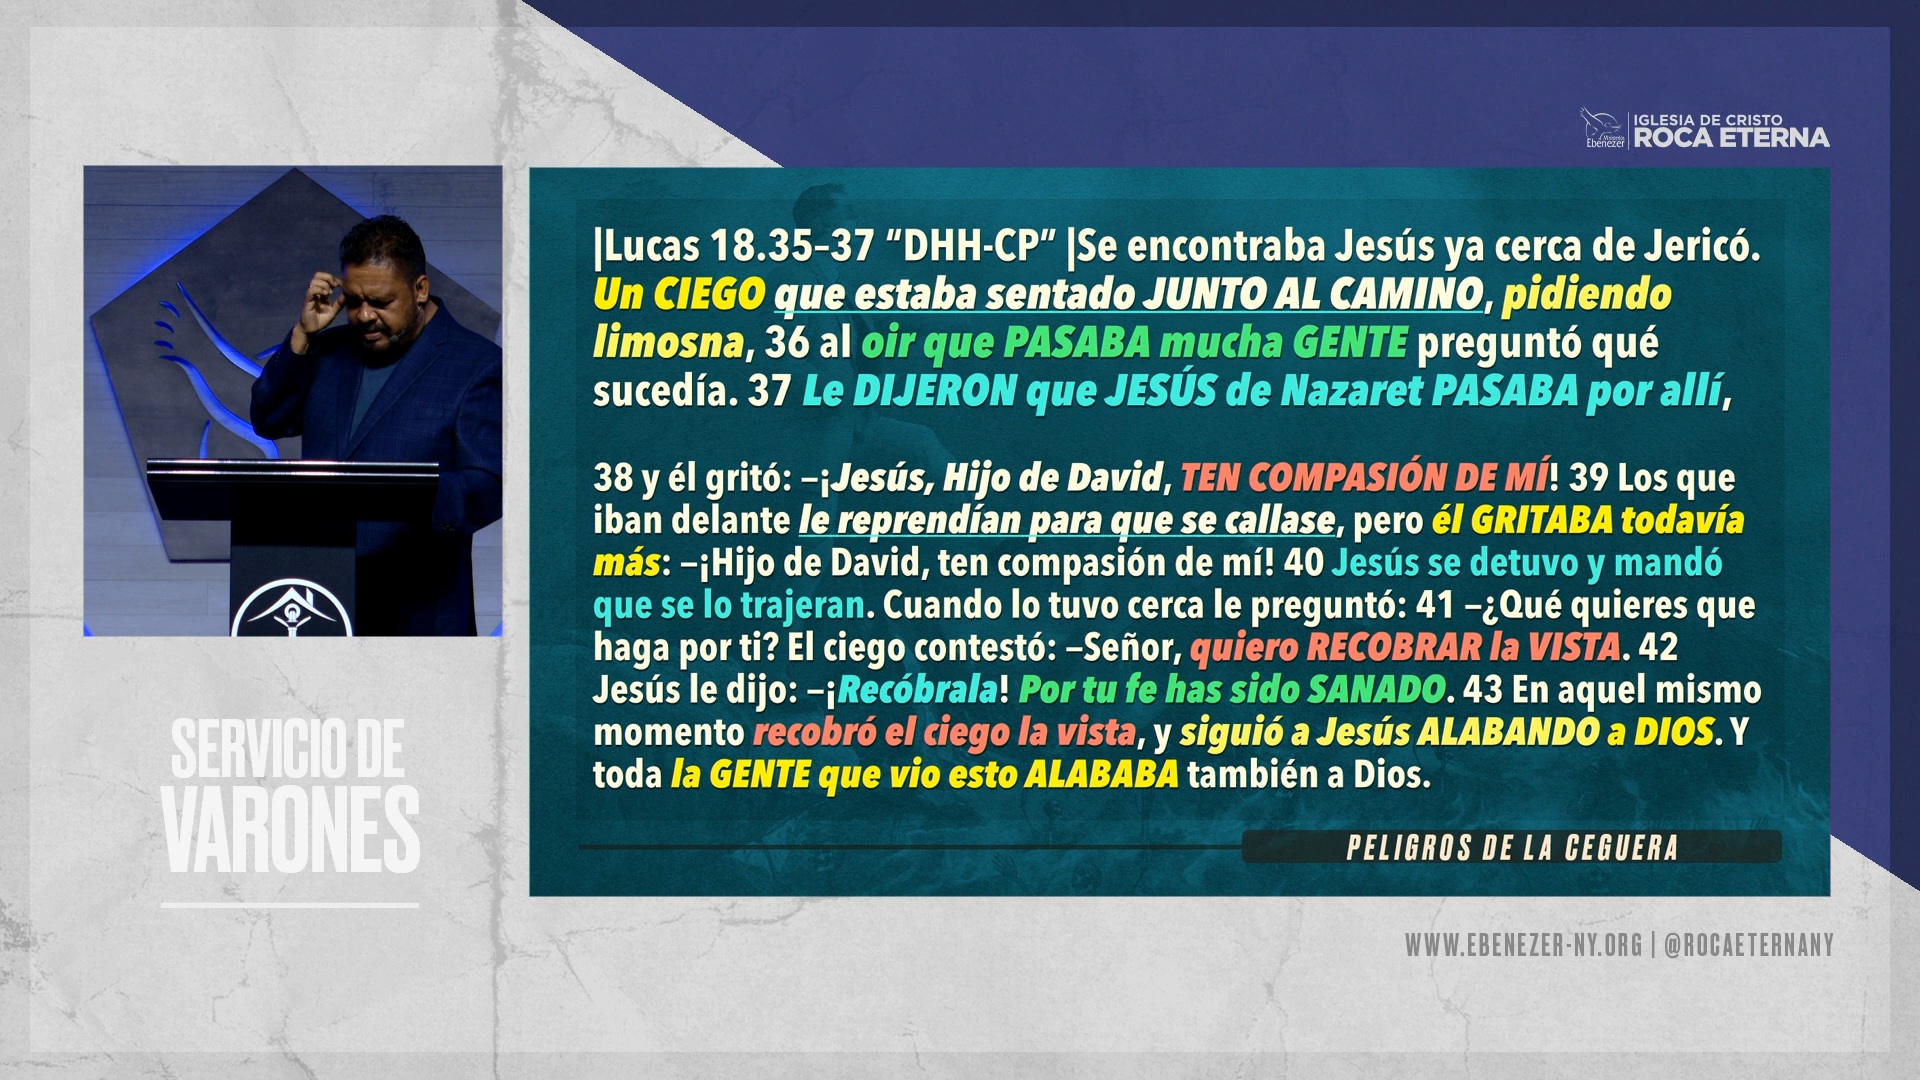 Ministerios
Ebenezer
IGLESIA DE CRISTO
ROCA ETERNA
|Lucas 18.35–37 “DHH-CP” |Se encontraba Jesús ya cerca de Jericó.
Un CIEGO que estaba sentado JUNTO AL CAMINO, pidiendo
limosna, 36 al oir que PASABA mucha GENTE preguntó qué
sucedía. 37 Le DIJERON que JESÚS de Nazaret PASABA por allí,
38 y él gritó: –¡Jesús, Hijo de David, TEN COMPASIÓN DE MÍ! 39 Los que
iban delante le reprendían para que se callase, pero él GRITABA todavía
más: –¡Hijo de David, ten compasión de mí! 40 Jesús se detuvo y mandó
que se lo trajeran. Cuando lo tuvo cerca le preguntó: 41 –¿Qué quieres que
haga por ti? El ciego contestó: –Señor, quiero RECOBRAR la VISTA. 42
Jesús le dijo: –¡Recóbrala! Por tu fe has sido SANADO. 43 En aquel mismo
momento recobró el ciego la vista, y siguió a Jesús ALABANDO a DIOS. Y
toda la GENTE que vio esto ALABABA también a Dios.
PELIGROS DE LA CEGUERA
SERVICIO DE
VARONES
WWW.EBENEZER-NY.ORG | @ROCAETERNANY